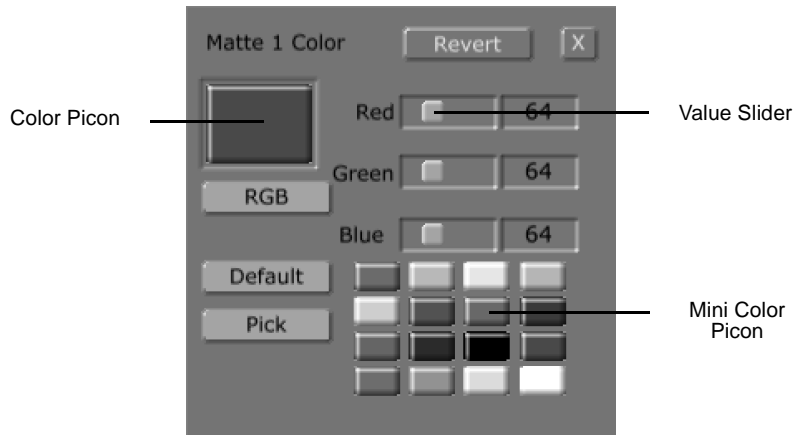 Matte 1 Color
Revert
X
Color Picon
Red
64
Value Slider
Green
64
RGB
Blue
64
Default
Pick
Mini Color
Picon